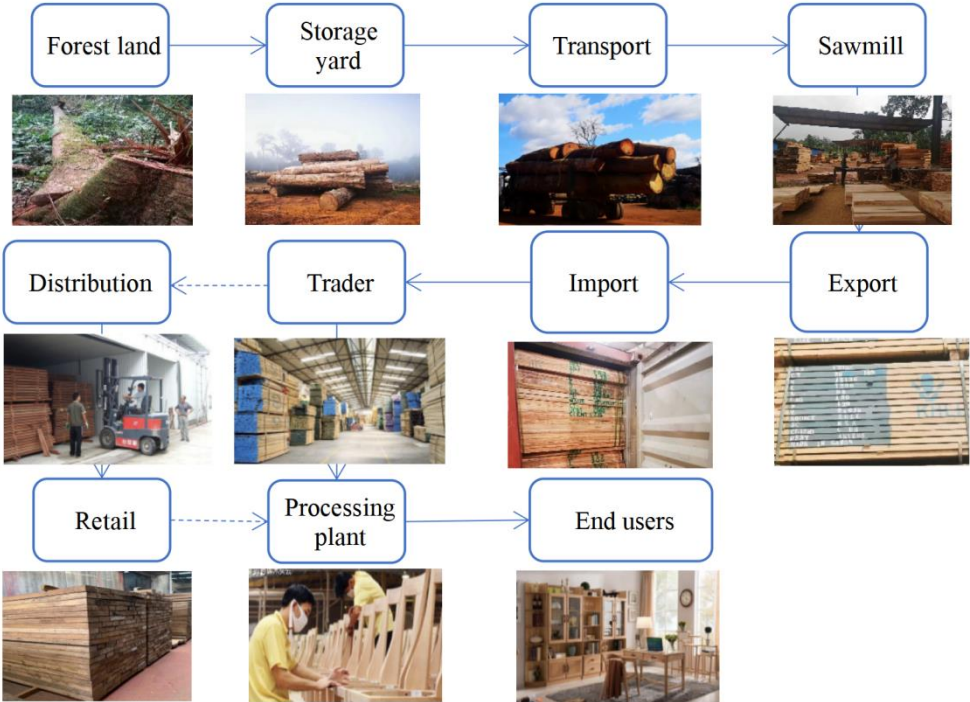 Forest land
Storage
yard
Transport
Sawmill
Distribution
Trader
Import
Export
Retail
Processing
plant
End users